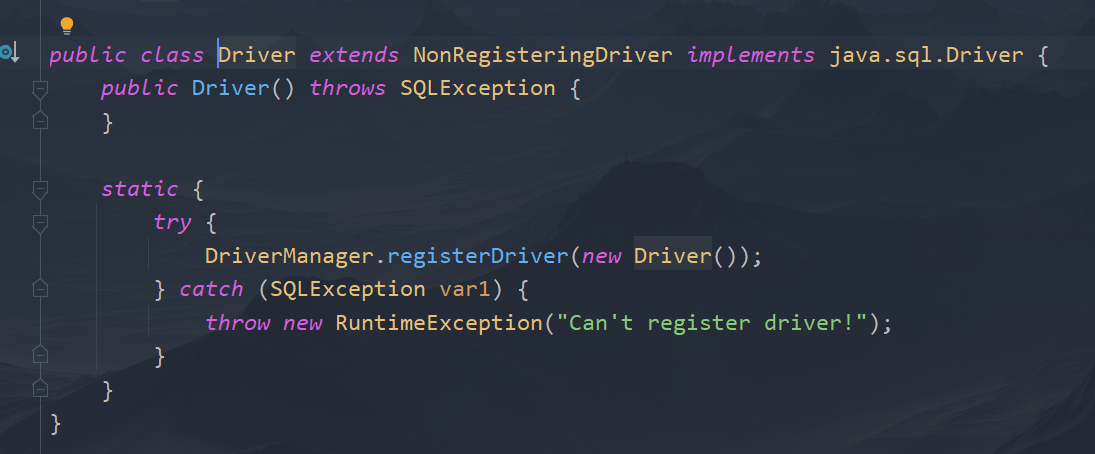 public class Driver extends NonRegisteringDriver implements java.sql.Driver {
    public Driver() throws SQLException {
    }

    static {
        try {
            DriverManager.registerDriver(new Driver());
        } catch (SQLException var1) {
            throw new RuntimeException("Can't register driver!");
        }
    }
}